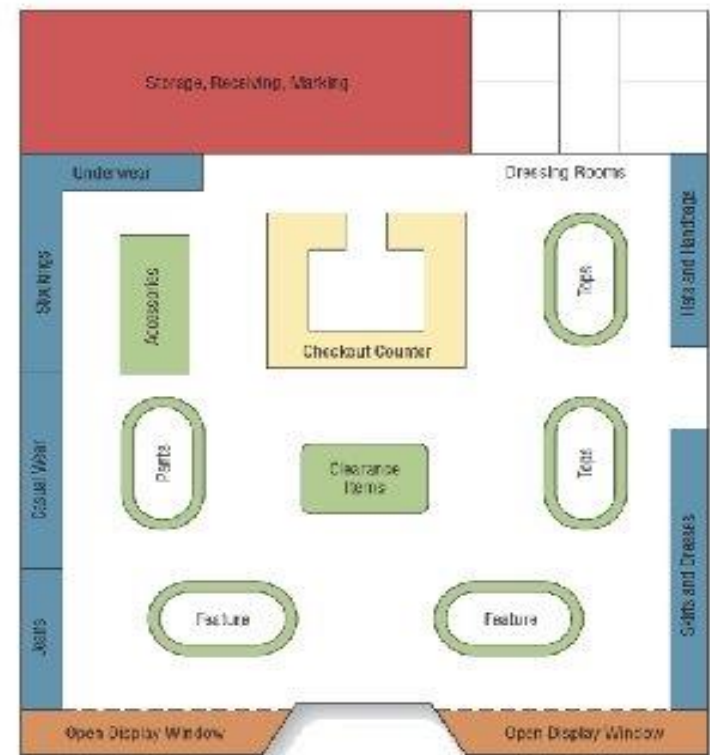 Storage, Receiving, Marking
Underwear
Dressing Rooms
Stockings
Accessories
Checkout Counter
Tops
Hats and Handbags
Casual Wear
Pants
Clearance
Items
Tops
Skirts and Dresses
Jeans
Feature
Feature
Open Display Window
Open Display Window